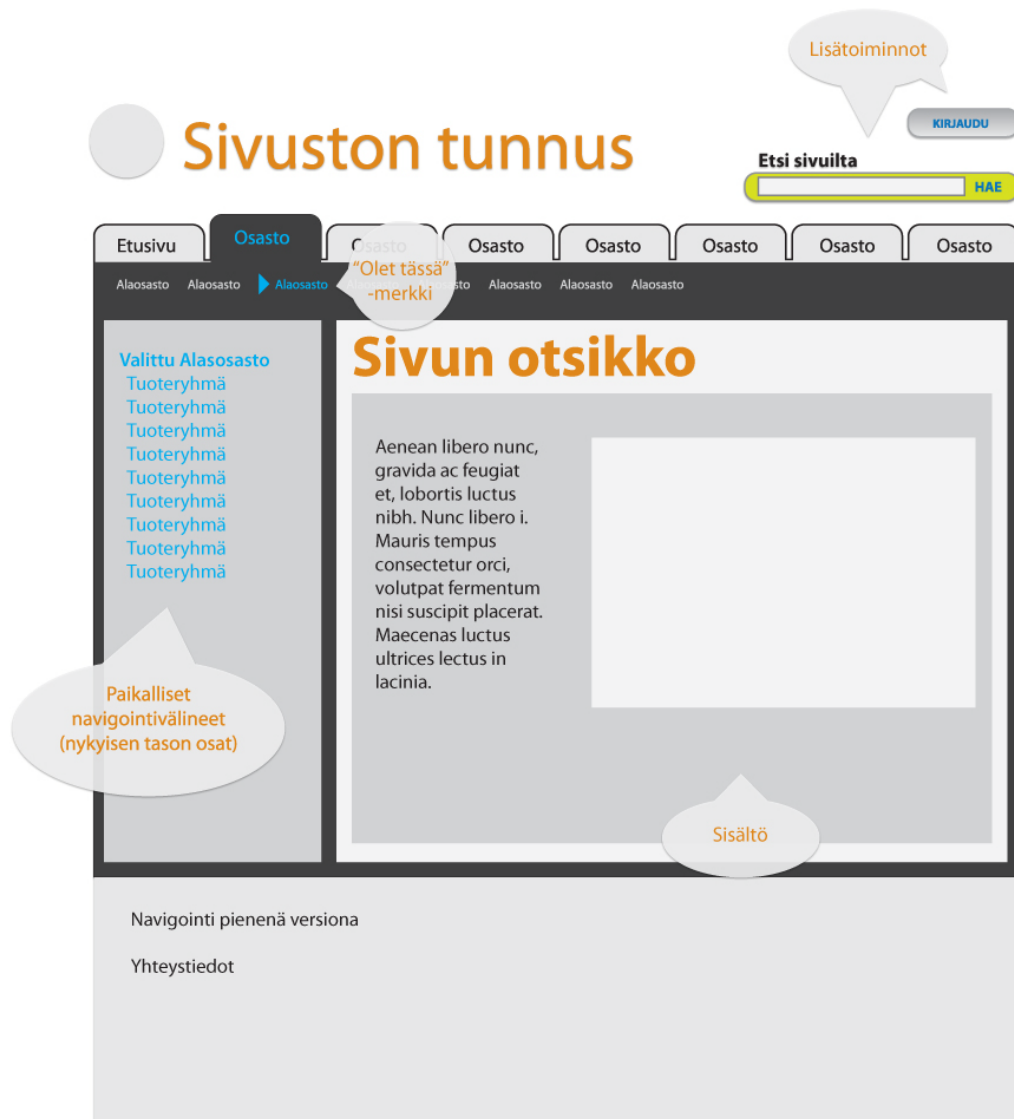 Lisätoiminnot
KIRJAUDU
Sivuston tunnus
Etsi sivuilta
HAE
Etusivu Osasto Osasto Osasto Osasto Osasto Osasto Osasto
"Olet tässä"
-merkki
Alaosasto Alaosasto Alaosasto Alaosasto Alaosasto Alaosasto Alaosasto Alaosasto
Valittu Alasosasto
Tuoteryhmä
Tuoteryhmä
Tuoteryhmä
Tuoteryhmä
Tuoteryhmä
Tuoteryhmä
Tuoteryhmä
Tuoteryhmä
Tuoteryhmä
Paikalliset
navigointivälineet
(nykyisen tason osat)
Sivun otsikko
Aenean libero nunc,
gravida ac feugiat
et, lobortis luctus
nibh. Nunc libero i.
Mauris tempus
consectetur orci,
volutpat fermentum
nisi suscipit placerat.
Maecenas luctus
ultrices lectus in
lacinia.
Sisältö
Navigointi pienenä versiona
Yhteystiedot